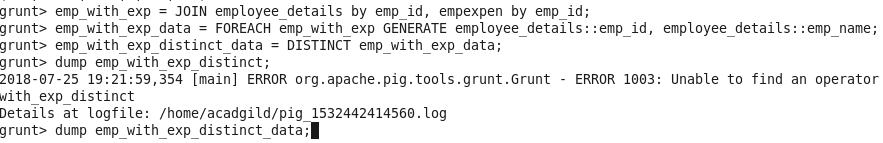 grunt> emp_with_exp = JOIN employee_details by emp_id, empexpen by emp_id;
grunt> emp_with_exp_data = FOREACH emp_with_exp GENERATE employee_details::emp_id, employee_details::emp_name;
grunt> emp_with_exp_distinct_data = DISTINCT emp_with_exp_data;
grunt> dump emp_with_exp_distinct;
2018-07-25 19:21:59,354 [main] ERROR org.apache.pig.tools.grunt.Grunt - ERROR 1003: Unable to find an operator
with_exp_distinct
Details at logfile: /home/acadgild/pig_1532442414560.log
grunt> dump emp_with_exp_distinct_data;